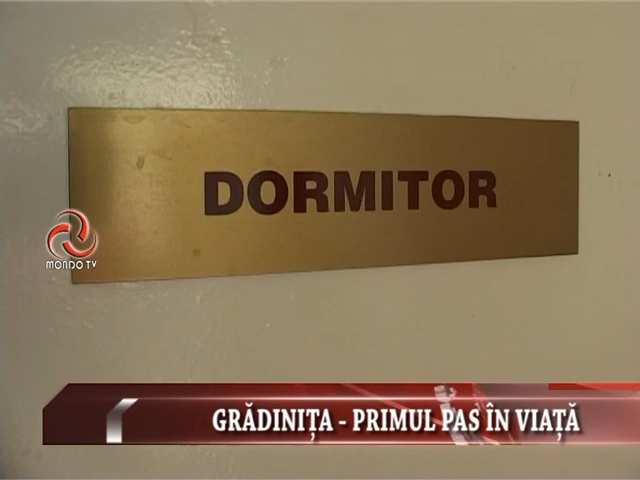 DORMITOR
MONDO TV
GRĂDINIȚA - PRIMUL PAS ÎN VIAȚĂ